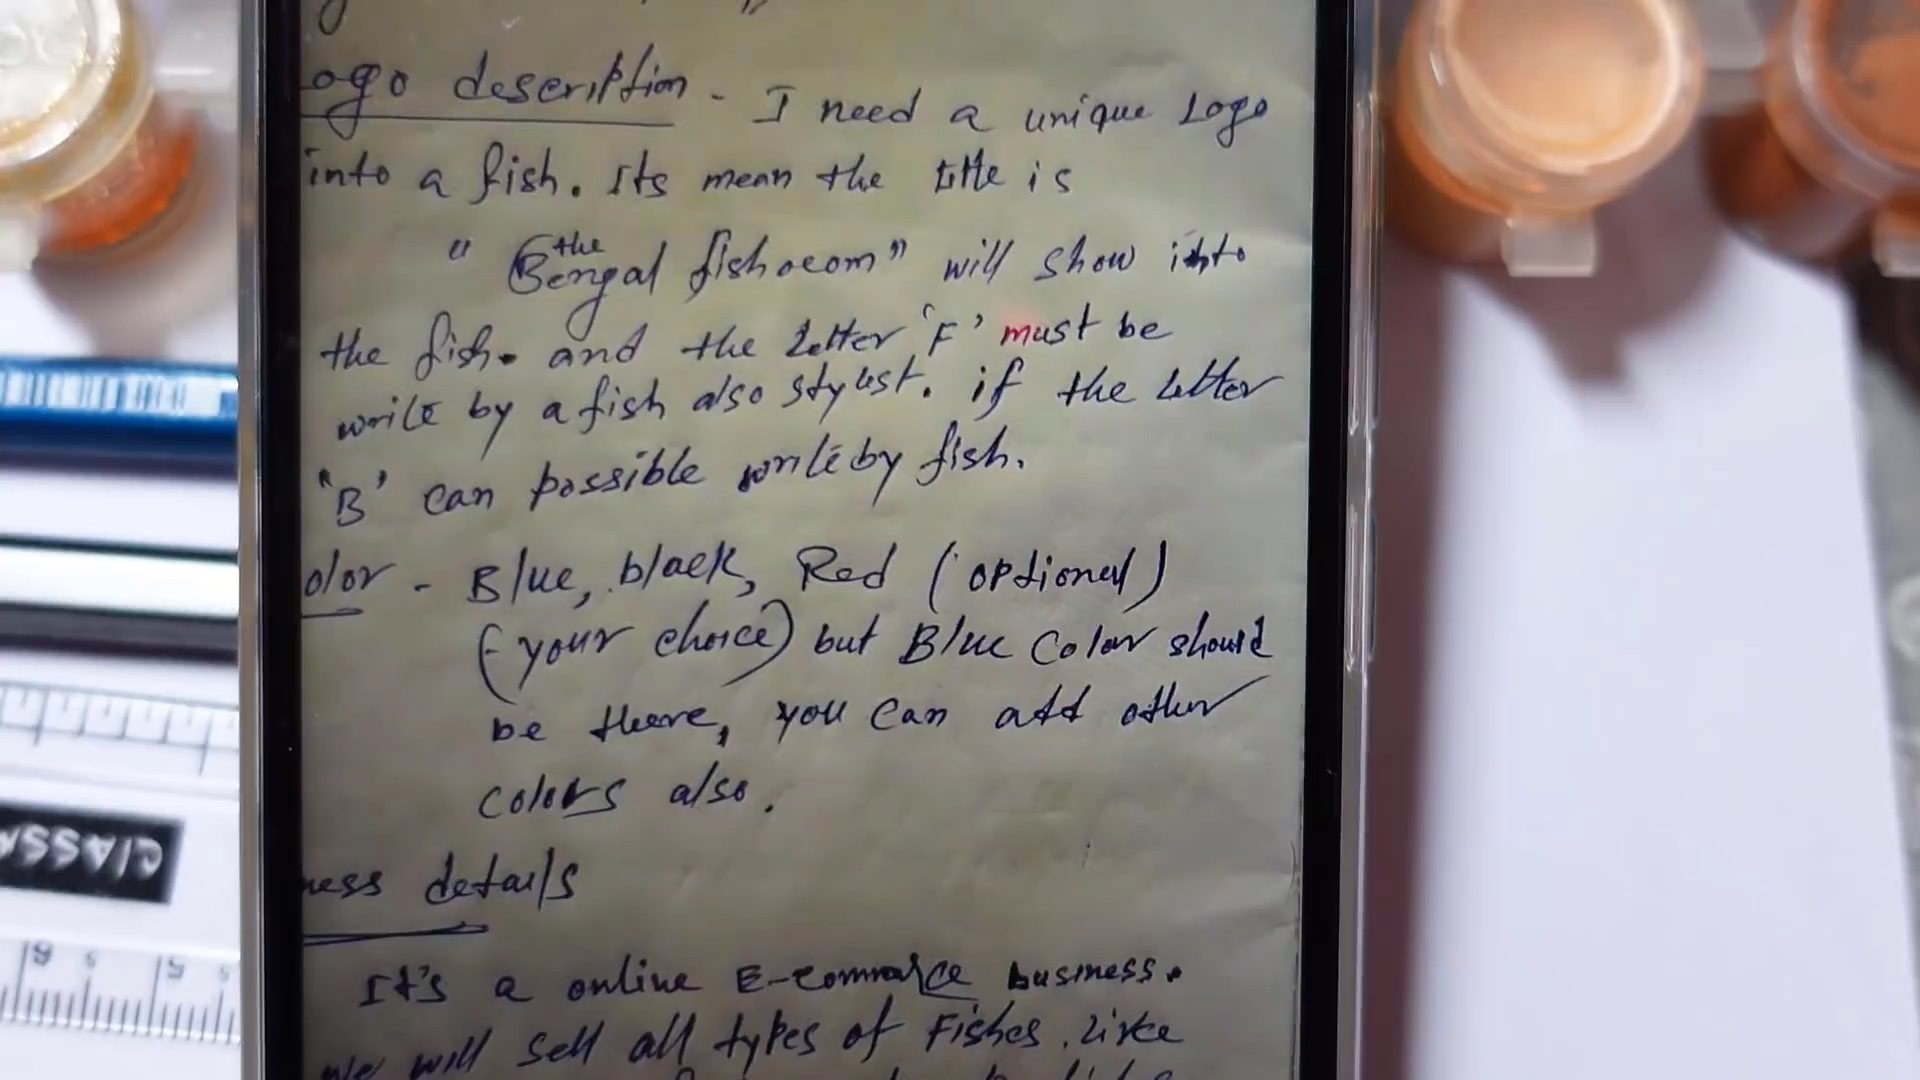 ogo description - I need a unique Logo
into a fish. Its mean the title is
" the
Bengal fish.com" will show into
the fish. and the Letter 'F' must be
write by a fish also stylist. if the Letter
'B' can possible write by fish.
olor - Blue, black, Red (optional)
(your choice) but Blue Color should
be there, you can add other
colors also.
ness details
It's a online E-commerce business.
We will sell all types of Fishes. Like
CLASSM